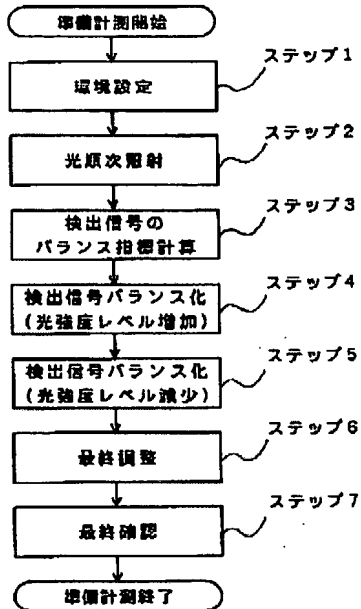 準備計測開始
ステップ1
環境設定
ステップ2
光順次照射
ステップ3
検出信号の
バランス指標計算
ステップ4
検出信号バランス化
(光強度レベル増加)
ステップ5
検出信号バランス化
(光強度レベル減少)
ステップ6
最終調整
ステップ7
最終確認
準備計測終了